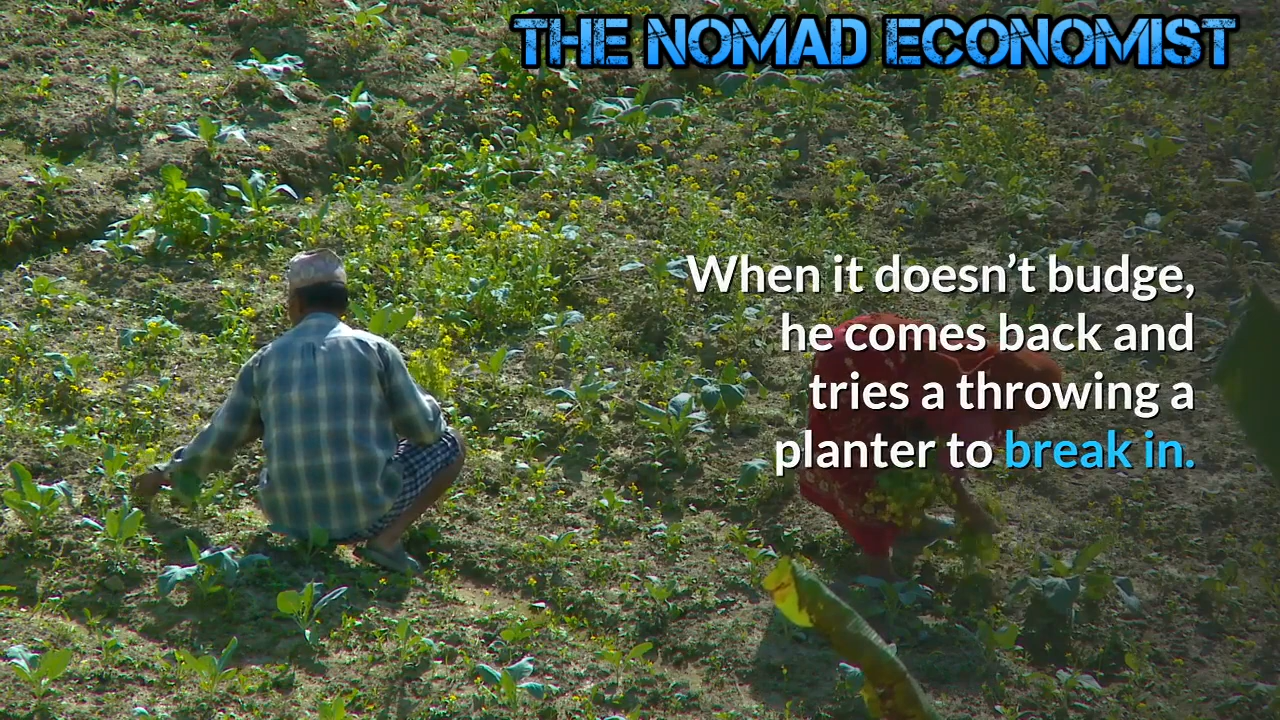 THE NOMAD ECONOMIST
When it doesn’t budge,
he comes back and
tries a throwing a
planter to break in.